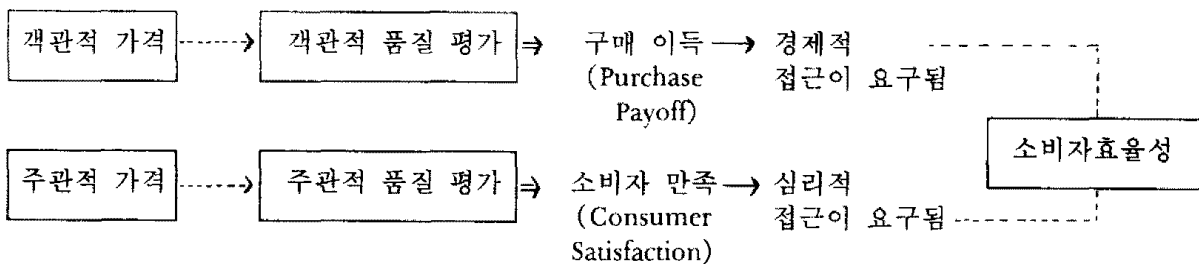 객관적 가격
객관적 품질 평가
구매 이득
(Purchase
Payoff)
경제적
접근이 요구됨
소비자효율성
주관적 가격
주관적 품질 평가
소비자 만족
(Consumer
Satisfaction)
심리적
접근이 요구됨